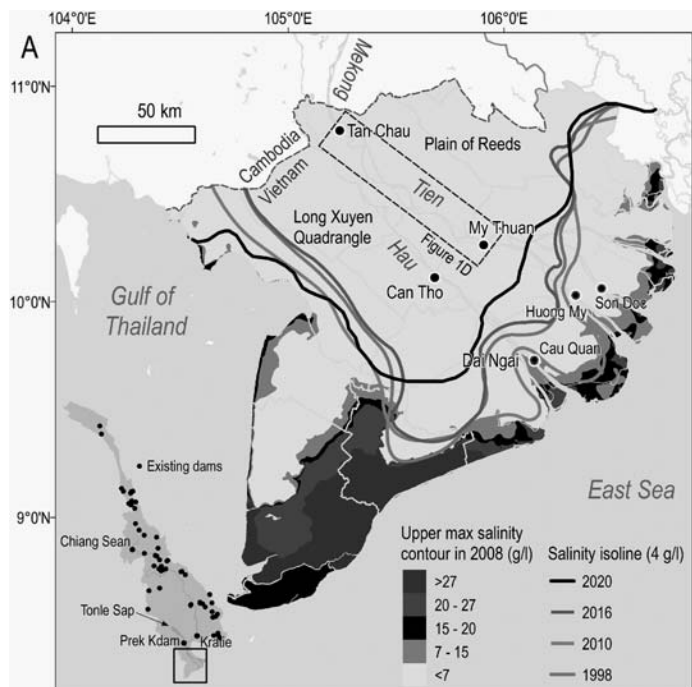 104°0'E
105°0'E
106°0'E
A
11°0'N
10°0'N
9°0'N
50 km
Mekong
Cambodia
Vietnam
Tan Chau
Plain of Reeds
Tien
Long Xuyen
Quadrangle
My Thuan
Hau
Figure 1D
Can Tho
Gulf of
Thailand
Huong My
Son Doc
Dai Ngai
Cau Quan
East Sea
Existing dams
Chiang Sean
Tonle Sap
Prek Kdam
Kratie
Upper max salinity
contour in 2008 (g/l)
>27
20 - 27
15 - 20
7 - 15
<7
Salinity isoline (4 g/l)
2020
2016
2010
1998